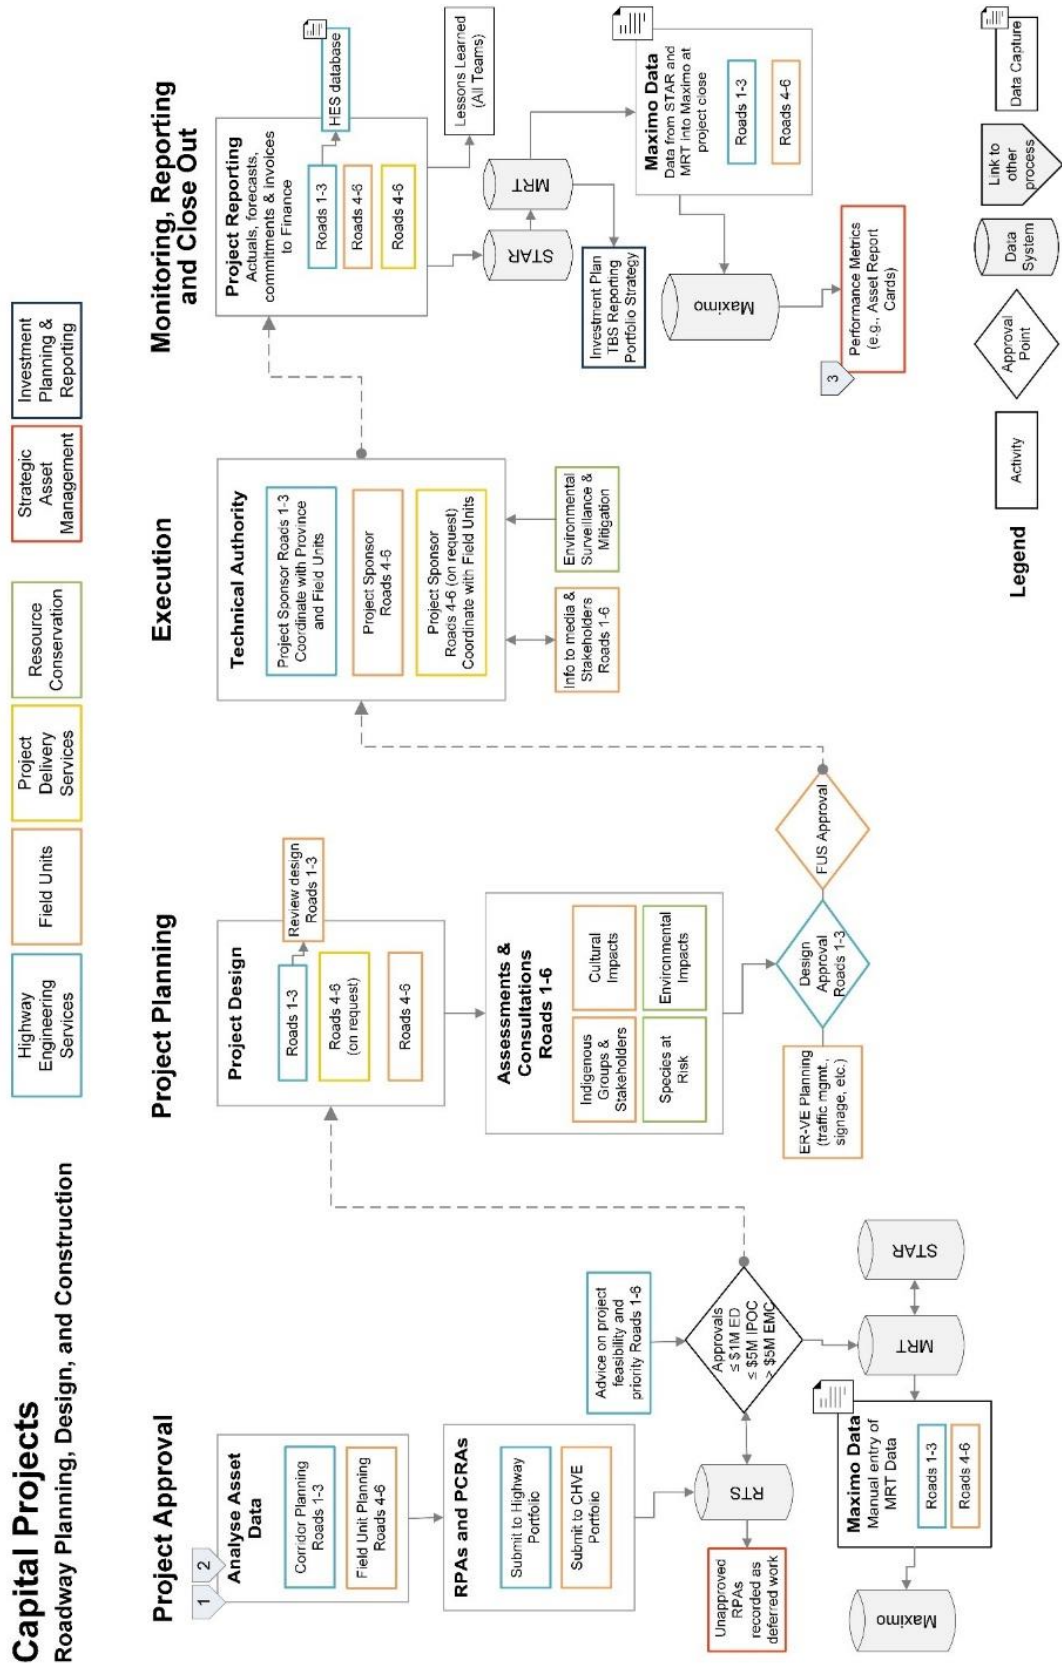 Capital Projects
Roadway Planning, Design, and Construction
Highway
Engineering
Services
Field Units
Project
Delivery
Services
Resource
Conservation
Strategic
Asset
Management
Investment
Planning &
Reporting
Project Approval
1
2
Analyse Asset
Data
Corridor Planning
Roads 1-3
Field Unit Planning
Roads 4-6
RPAs and PCRAs
Submit to Highway
Portfolio
Submit to CHVE
Portfolio
Advice on project
feasibility and
priority Roads 1-6
RTS
Approvals
≤ $1M ED
≤ $5M IPOC
> $5M EMC
Unapproved
RPAs
recorded as
deferred work
MRT
STAR
Maximo Data
Manual entry of
MRT Data
Roads 1-3
Roads 4-6
Maximo
Project Planning
Project Design
Roads 1-3
Roads 4-6
(on request)
Roads 4-6
Review design
Roads 1-3
Assessments &
Consultations
Roads 1-6
Indigenous
Groups &
Stakeholders
Cultural
Impacts
Species at
Risk
Environmental
Impacts
ER-VE Planning
(traffic mgmt.,
signage, etc.)
Design
Approval
Roads 1-3
FUS Approval
Execution
Technical Authority
Project Sponsor Roads 1-3
Coordinate with Province
and Field Units
Project Sponsor
Roads 4-6
Project Sponsor
Roads 4-6 (on request)
Coordinate with Field Units
Info to media &
Stakeholders
Roads 1-6
Environmental
Surveillance &
Mitigation
Monitoring, Reporting
and Close Out
Project Reporting
Actuals, forecasts,
commitments & invoices
to Finance
Roads 1-3
Roads 4-6
Roads 4-6
HES database
Lessons Learned
(All Teams)
STAR
MRT
Investment Plan
TBS Reporting
Portfolio Strategy
Maximo Data
Data from STAR and
MRT into Maximo at
project close
Roads 1-3
Roads 4-6
Maximo
3
Performance Metrics
(e.g., Asset Report
Cards)
Legend
Activity
Approval
Point
Data
System
Link to
other
process
Data Capture